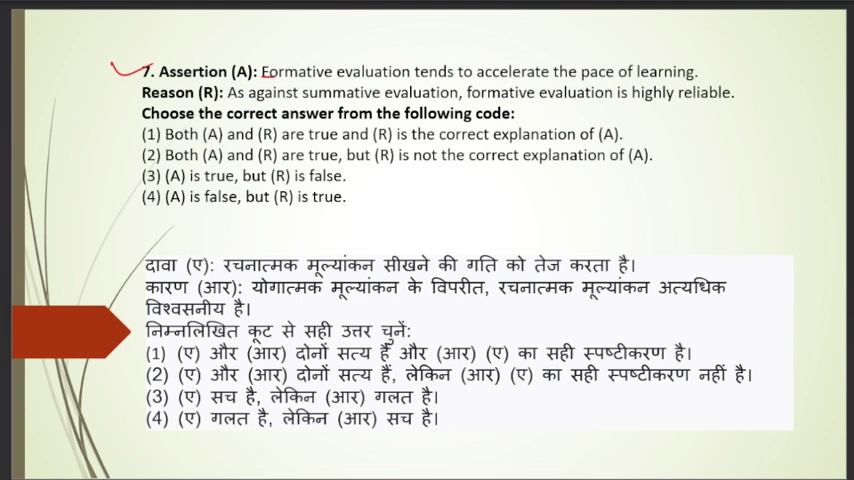 7. Assertion (A): Formative evaluation tends to accelerate the pace of learning.
Reason (R): As against summative evaluation, formative evaluation is highly reliable.
Choose the correct answer from the following code:
(1) Both (A) and (R) are true and (R) is the correct explanation of (A).
(2) Both (A) and (R) are true, but (R) is not the correct explanation of (A).
(3) (A) is true, but (R) is false.
(4) (A) is false, but (R) is true.
दावा (ए): रचनात्मक मूल्यांकन सीखने की गति को तेज करता है।
कारण (आर): योगात्मक मूल्यांकन के विपरीत, रचनात्मक मूल्यांकन अत्यधिक
विश्वसनीय है।
निम्नलिखित कूट से सही उत्तर चुनें:
(1) (ए) और (आर) दोनों सत्य हैं और (आर) (ए) का सही स्पष्टीकरण है।
(2) (ए) और (आर) दोनों सत्य हैं, लेकिन (आर) (ए) का सही स्पष्टीकरण नहीं है।
(3) (ए) सच है, लेकिन (आर) गलत है।
(4) (ए) गलत है, लेकिन (आर) सच है।